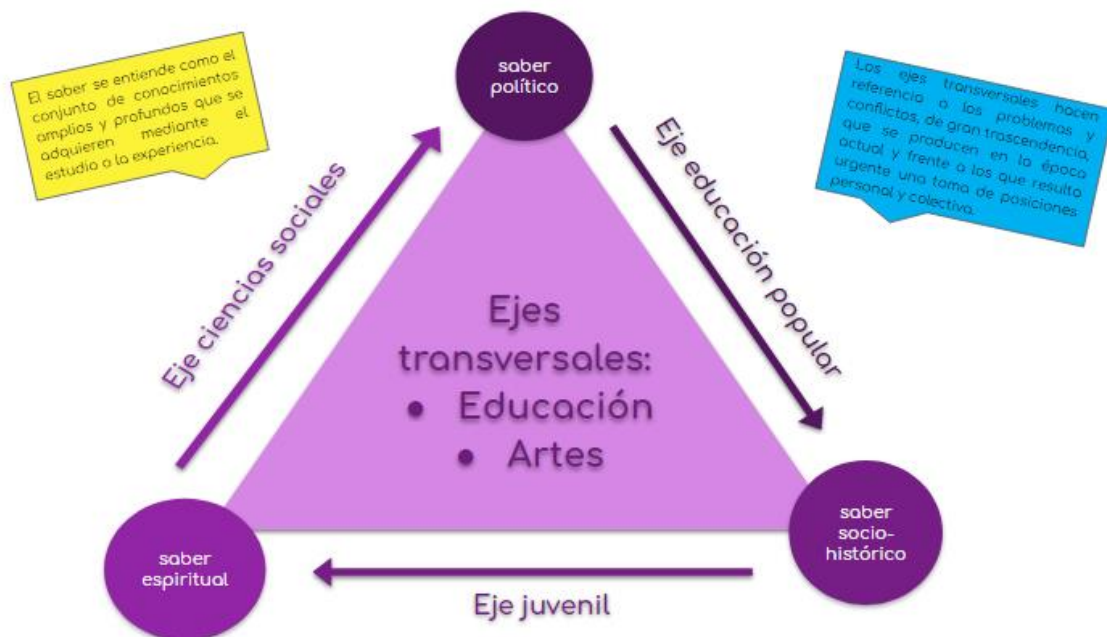 saber
político
El saber se entiende como el
conjunto de conocimientos
amplios y profundos que se
adquieren mediante el
estudio o la experiencia.
Los ejes transversales hacen
referencia a los problemas y
conflictos, de gran trascendencia,
que se producen en la época
actual y frente a los que resulta
urgente una toma de posiciones
personal y colectiva.
Eje ciencias sociales
Eje educación popular
Ejes
transversales:
● Educación
● Artes
saber
espiritual
saber
socio-
histórico
Eje juvenil